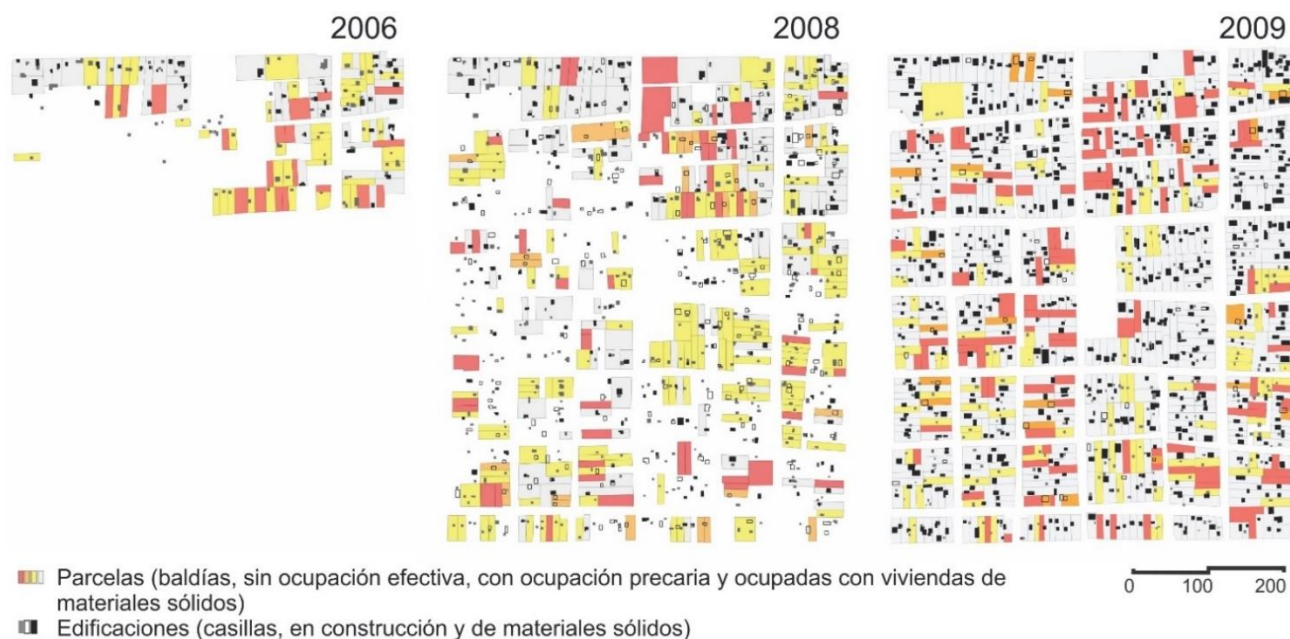 2006
2008
2009
Parcelas (baldías, sin ocupación efectiva, con ocupación precaria y ocupadas con viviendas de
materiales sólidos)
Edificaciones (casillas, en construcción y de materiales sólidos)
0 100 200